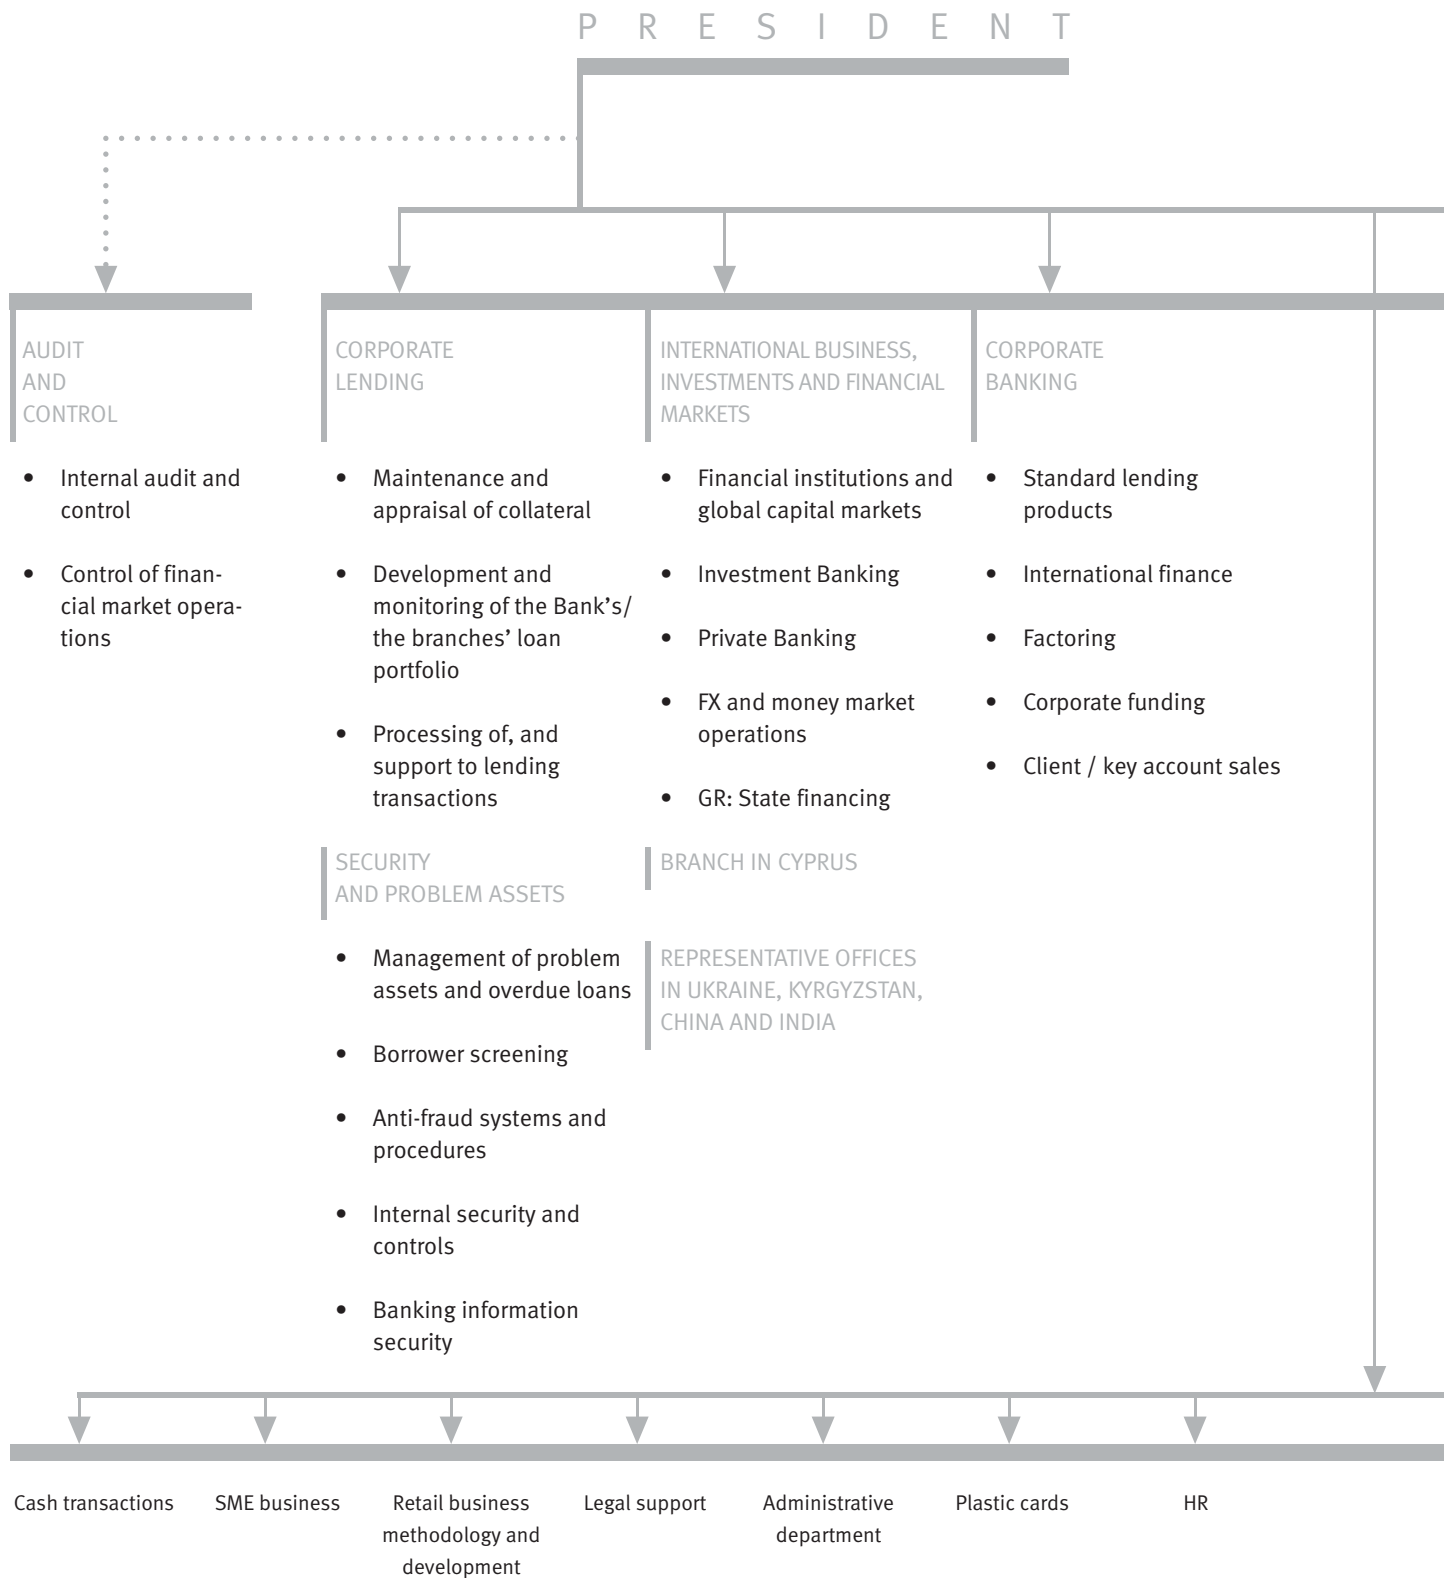 PRESIDENT
AUDIT
AND
CONTROL
• Internal audit and
control
• Control of finan-
cial market opera-
tions
CORPORATE
LENDING
• Maintenance and
appraisal of collateral
• Development and
monitoring of the Bank’s/
the branches’ loan
portfolio
• Processing of, and
support to lending
transactions
SECURITY
AND PROBLEM ASSETS
• Management of problem
assets and overdue loans
• Borrower screening
• Anti-fraud systems and
procedures
• Internal security and
controls
• Banking information
security
INTERNATIONAL BUSINESS,
INVESTMENTS AND FINANCIAL
MARKETS
• Financial institutions and
global capital markets
• Investment Banking
• Private Banking
• FX and money market
operations
• GR: State financing
BRANCH IN CYPRUS
REPRESENTATIVE OFFICES
IN UKRAINE, KYRGYZSTAN,
CHINA AND INDIA
CORPORATE
BANKING
• Standard lending
products
• International finance
• Factoring
• Corporate funding
• Client / key account sales
Cash transactions
SME business
Retail business
methodology and
development
Legal support
Administrative
department
Plastic cards
HR